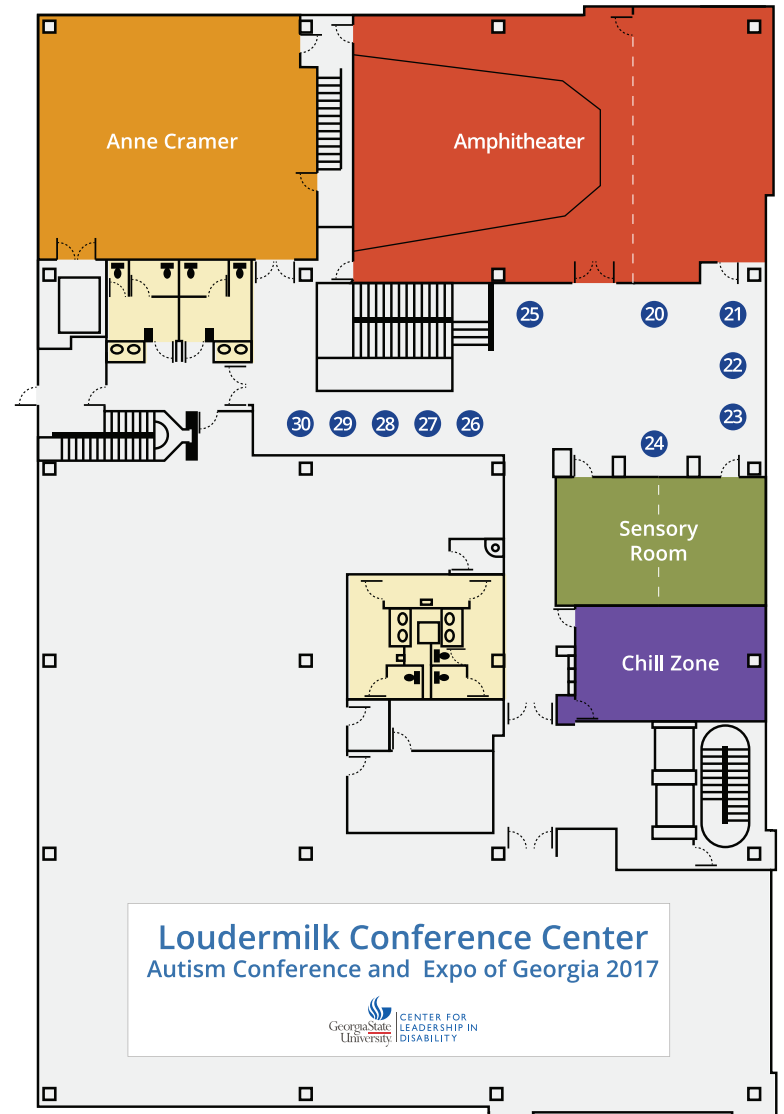 Anne Cramer
Amphitheater
25
20
21
22
23
30
29
28
27
26
24
Sensory
Room
Chill Zone
Loudermilk Conference Center
Autism Conference and Expo of Georgia 2017
GeorgiaState
University
CENTER FOR
LEADERSHIP IN
DISABILITY